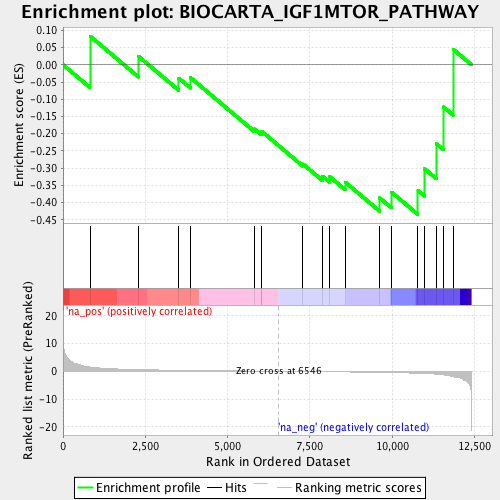 Enrichment plot: BIOCARTA_IGF1MTOR_PATHWAY
Enrichment score (ES)
0.10
0.05
0.00
-0.05
-0.10
-0.15
-0.20
-0.25
-0.30
-0.35
-0.40
-0.45
'na_pos' (positively correlated)
Ranked list metric (PreRanked)
20
10
0
-10
-20
Zero cross at 6546
'na_neg' (negatively correlated)
0 2,500 5,000 7,500 10,000 12,500
Rank in Ordered Dataset
Enrichment profile Hits Ranking metric scores